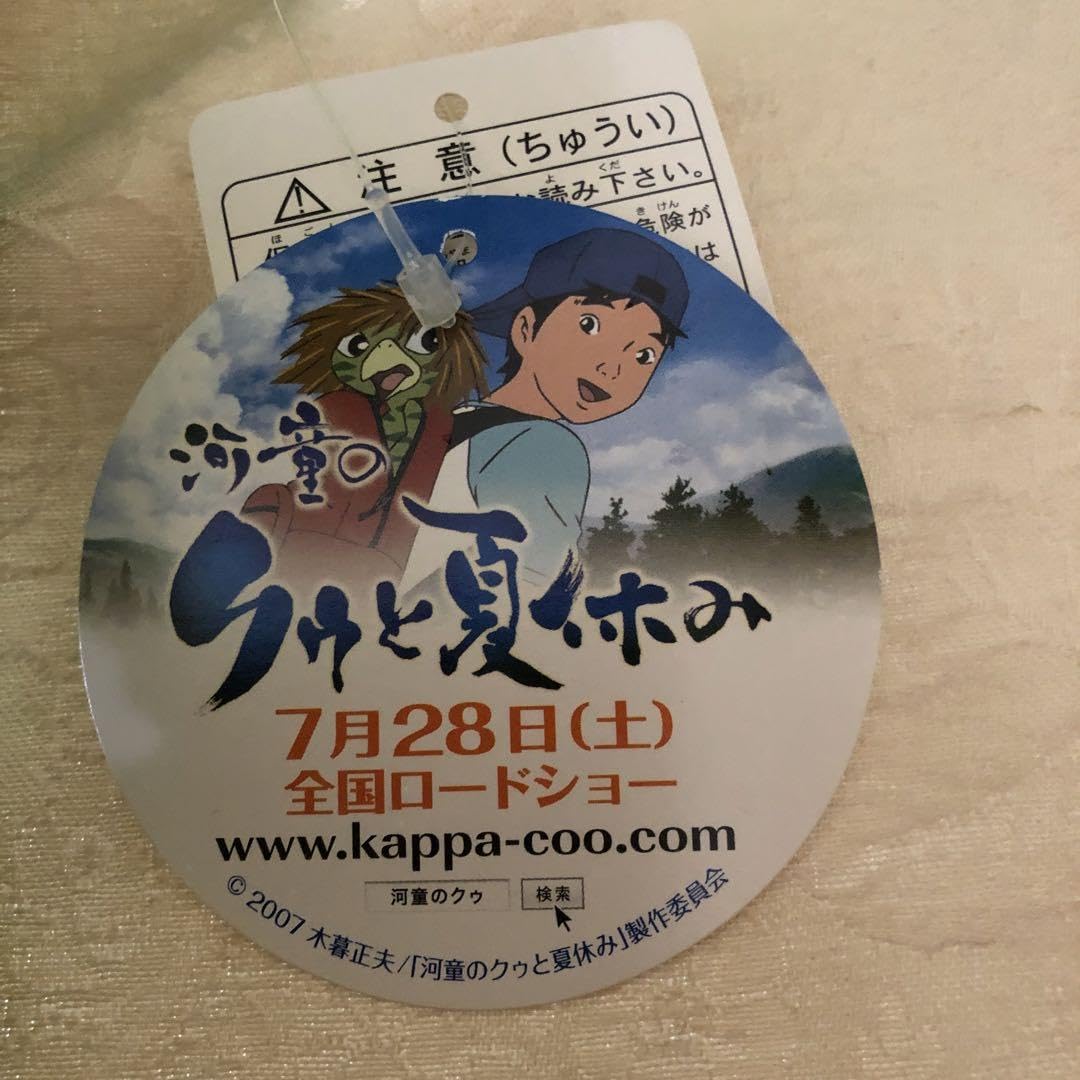 注意(ちゅうい)
読み下さい。
危険が
は
河童の
クゥと夏休み
7月28日(土)
全国ロードショー
www.kappa-coo.com
河童のクゥ 検索
© 2007 木暮正夫/「河童のクゥと夏休み」製作委員会